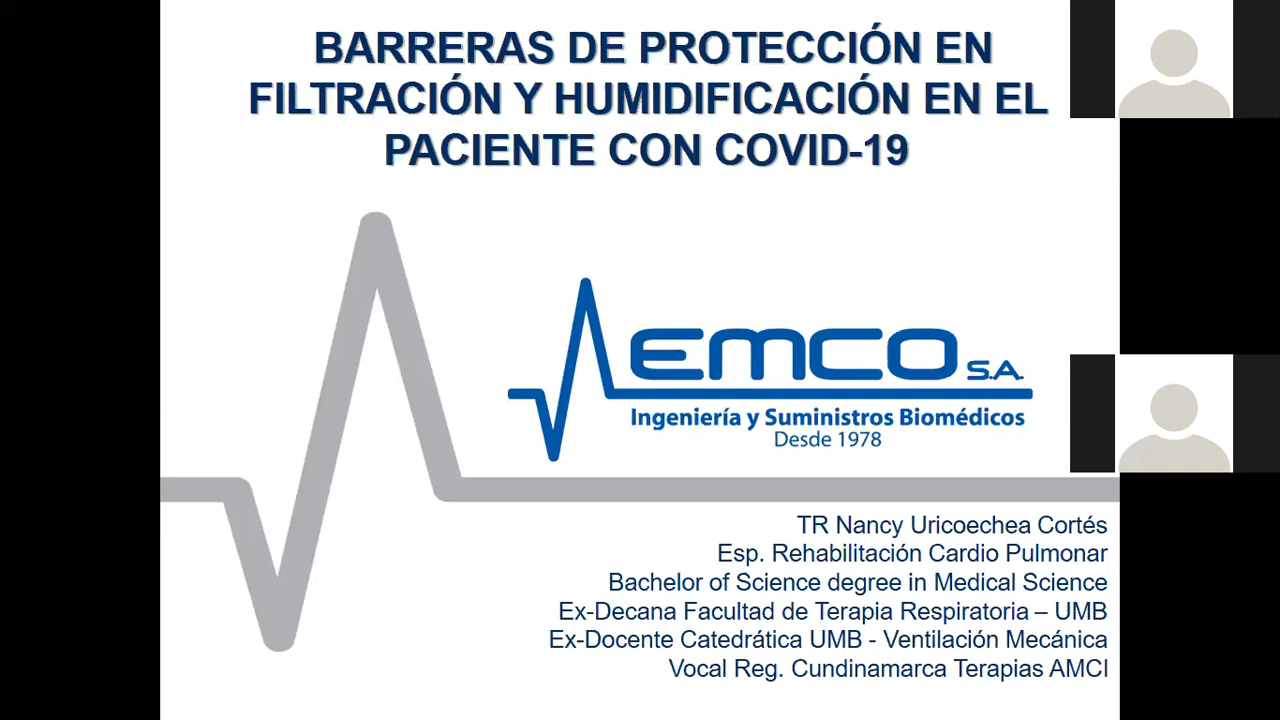 BARRERAS DE PROTECCIÓN EN
FILTRACIÓN Y HUMIDIFICACIÓN EN EL
PACIENTE CON COVID-19
EMCO S.A.
Ingeniería y Suministros Biomédicos
Desde 1978
TR Nancy Uricoechea Cortés
Esp. Rehabilitación Cardio Pulmonar
Bachelor of Science degree in Medical Science
Ex-Decana Facultad de Terapia Respiratoria – UMB
Ex-Docente Catedrática UMB - Ventilación Mecánica
Vocal Reg. Cundinamarca Terapias AMCI